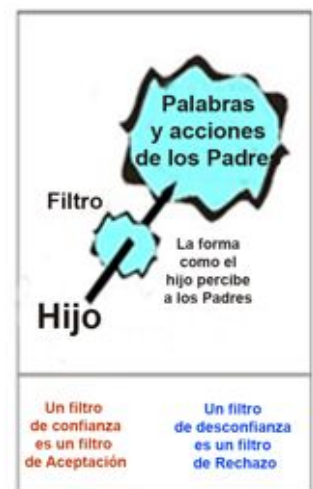 Palabras
y acciones
de los Padres
Filtro
La forma
como el
hijo percibe
a los Padres
Hijo
Un filtro
de confianza
es un filtro
de Aceptación
Un filtro
de desconfianza
es un filtro
de Rechazo